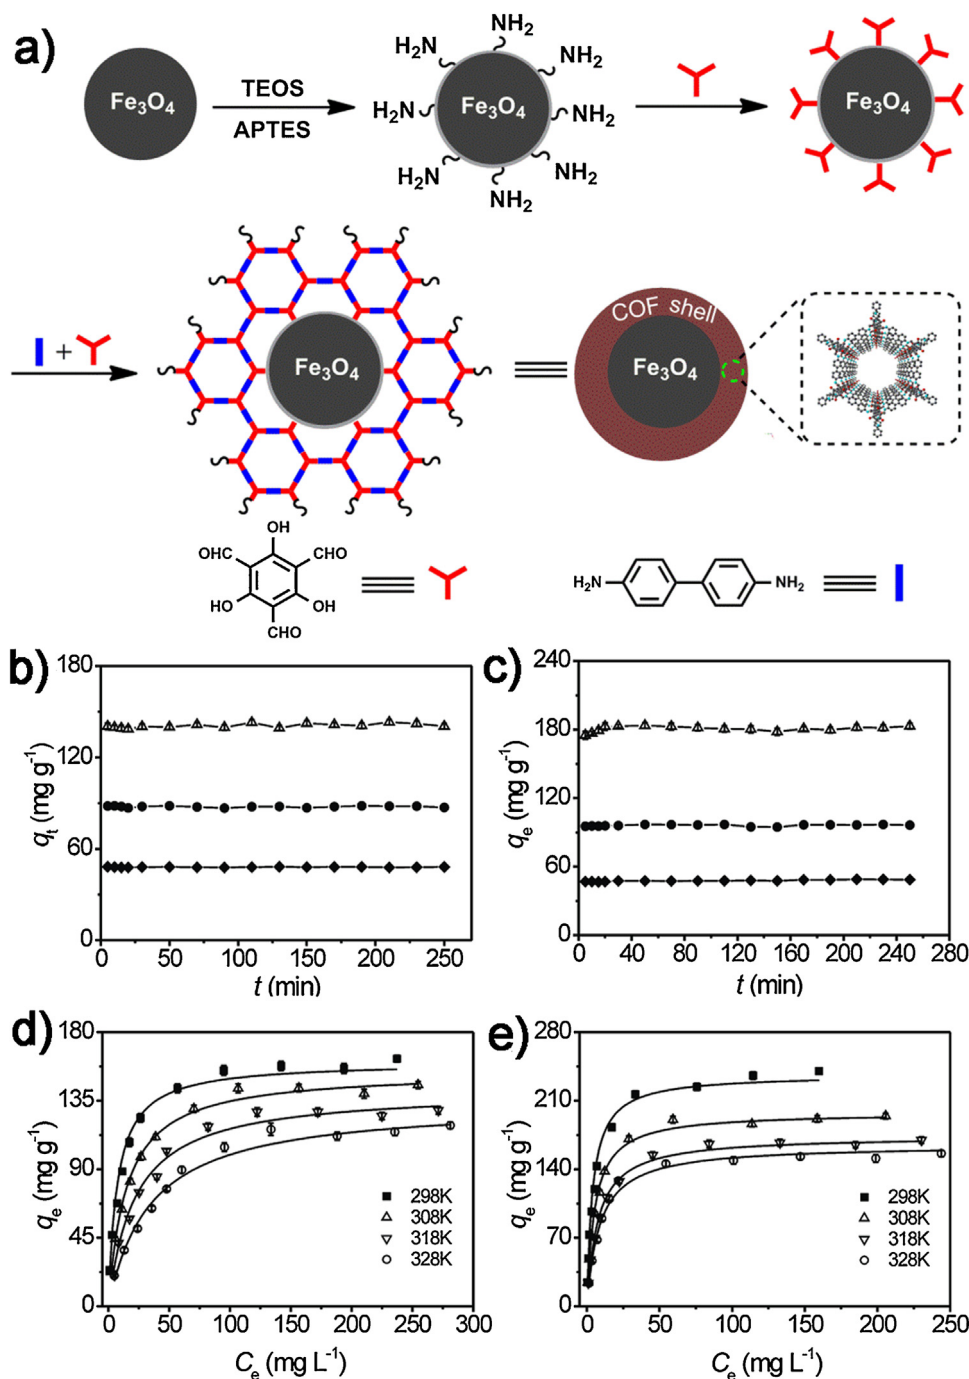 a)
Fe₃O₄
TEOS
APTES
NH₂
H₂N
NH₂
H₂N
Fe₃O₄
NH₂
H₂N
NH₂
NH₂
Fe₃O₄
+
Fe₃O₄
COF shell
Fe₃O₄
OH
OHC
CHO
HO
OH
CHO
H₂N
NH₂
b)
180
120
60
0
qt (mg g⁻¹)
0 50 100 150 200 250
t (min)
c)
240
180
120
60
0
qe (mg g⁻¹)
0 40 80 120 160 200 240 280
t (min)
d)
180
135
90
45
0
qe (mg g⁻¹)
298K
308K
318K
328K
0 50 100 150 200 250 300
Ce (mg L⁻¹)
e)
280
210
140
70
0
qe (mg g⁻¹)
298K
308K
318K
328K
0 50 100 150 200 250
Ce (mg L⁻¹)